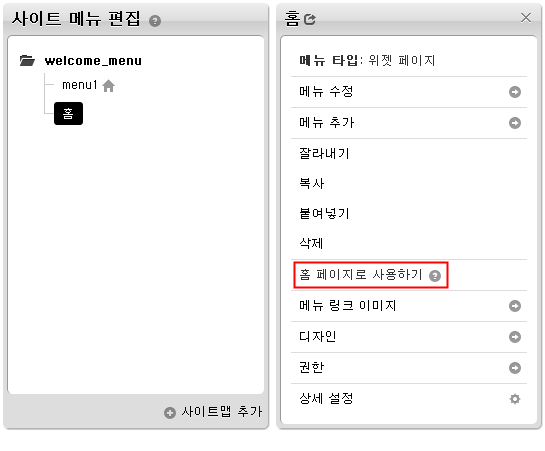 사이트 메뉴 편집
welcome_menu
menu1
홈
사이트맵 추가
홈
메뉴 타입: 위젯 페이지
메뉴 수정
메뉴 추가
잘라내기
복사
붙여넣기
삭제
홈 페이지로 사용하기
메뉴 링크 이미지
디자인
권한
상세 설정